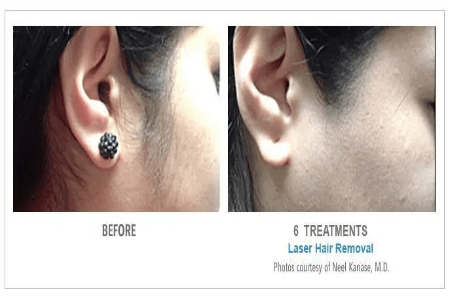 BEFORE
6 TREATMENTS
Laser Hair Removal
Photos courtesy of Neel Kanase, M.D.